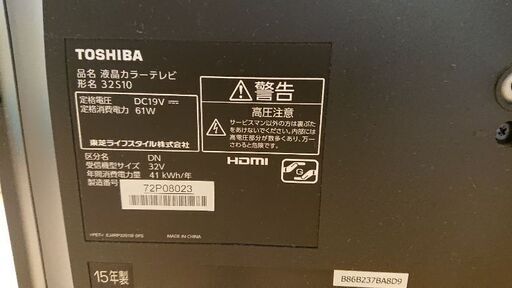 TOSHIBA
品名 液晶カラーテレビ
形名 32S10
定格電圧 DC19V
定格消費電力 61W
東芝ライフスタイル株式会社
区分名 DN
受信機型サイズ 32V
年間消費電力量 41 kWh/年
製造番号
72P08023
MADE IN CHINA
15年製
警告
高圧注意
サービスマン以外の方は裏ぶた
をあけないでください。内部には
高電圧部分が数多くあり、万一
さわると危険です。
HDMI
G
B86B237BA8D9